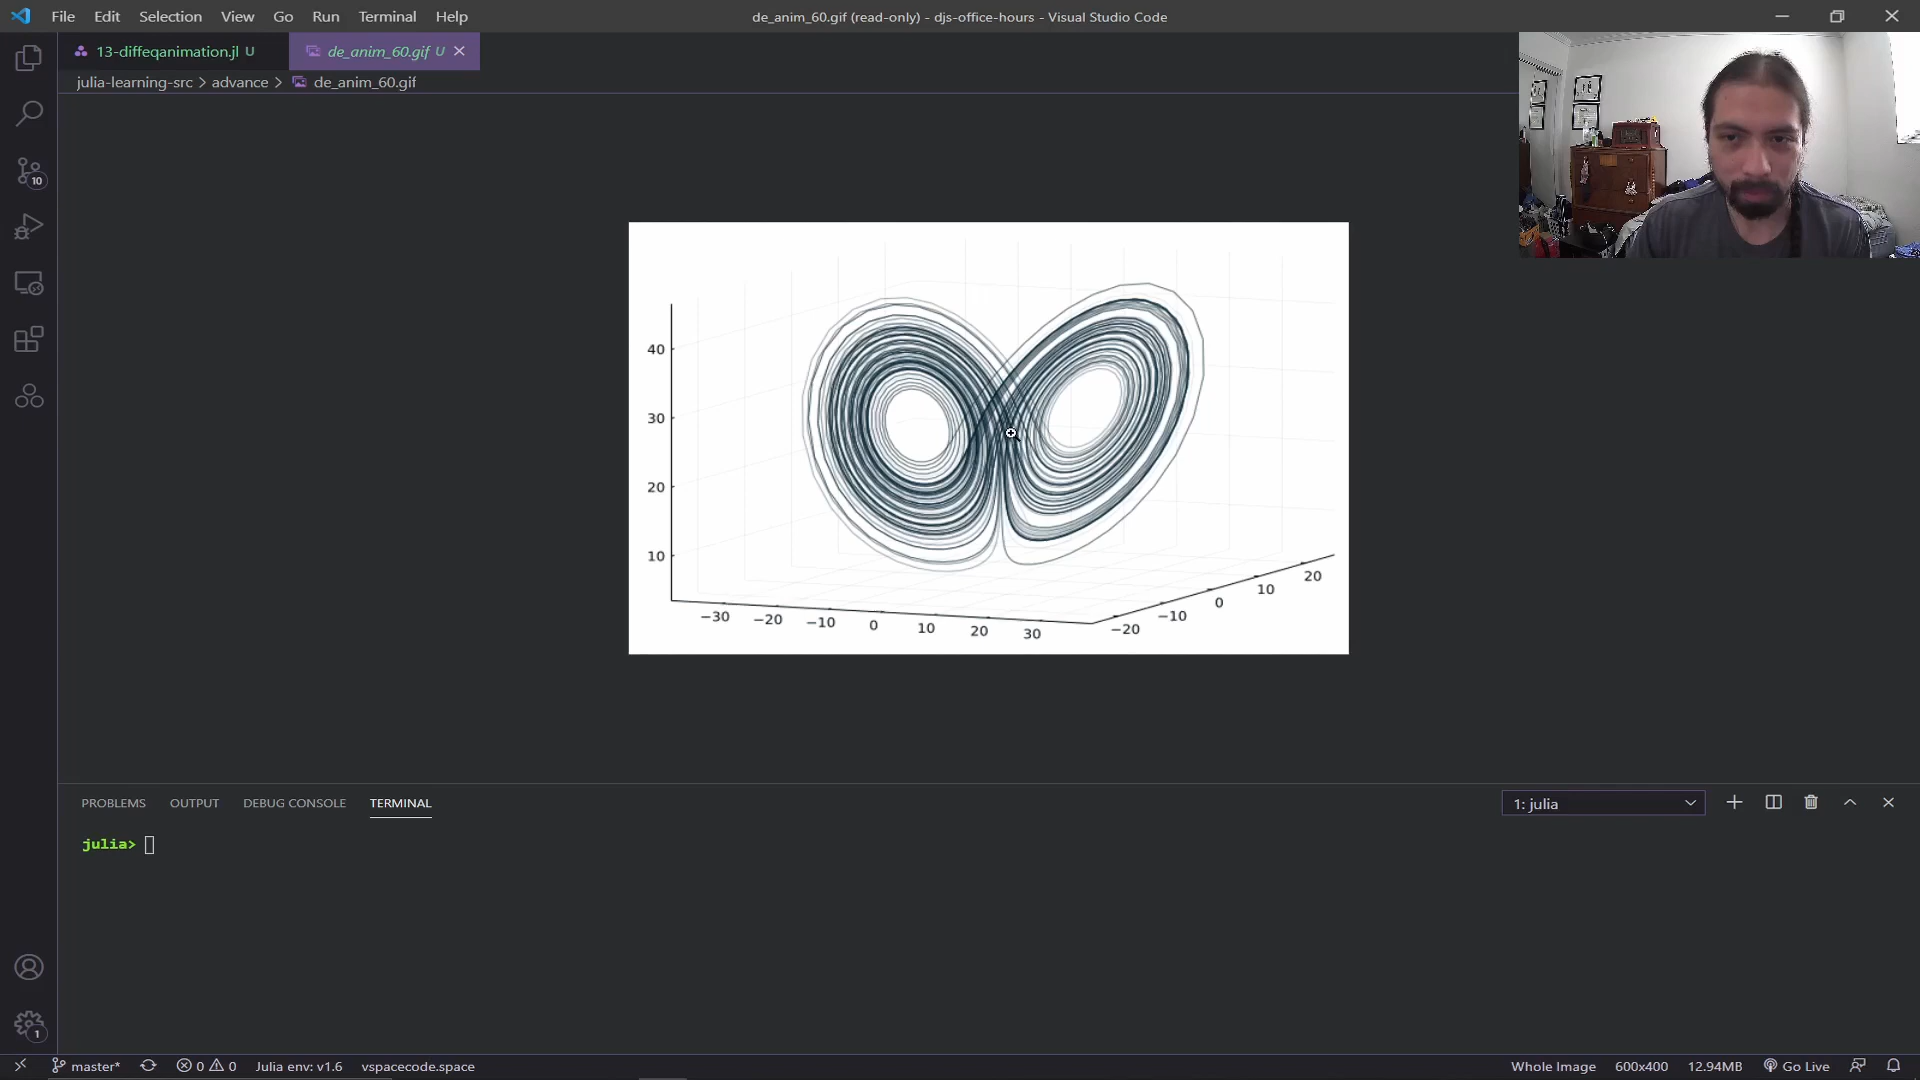 File Edit Selection View Go Run Terminal Help
de_anim_60.gif (read-only) - djs-office-hours - Visual Studio Code
13-diffeqanimation.jl U
de_anim_60.gif U
julia-learning-src > advance > de_anim_60.gif
10
40
30
20
10
−30 −20 −10 0 10 20 30
−20 −10 0 10 20
PROBLEMS OUTPUT DEBUG CONSOLE TERMINAL
1: julia
julia>
1
master* 0 0 Julia env: v1.6 vspacecode.space
Whole Image 600x400 12.94MB Go Live